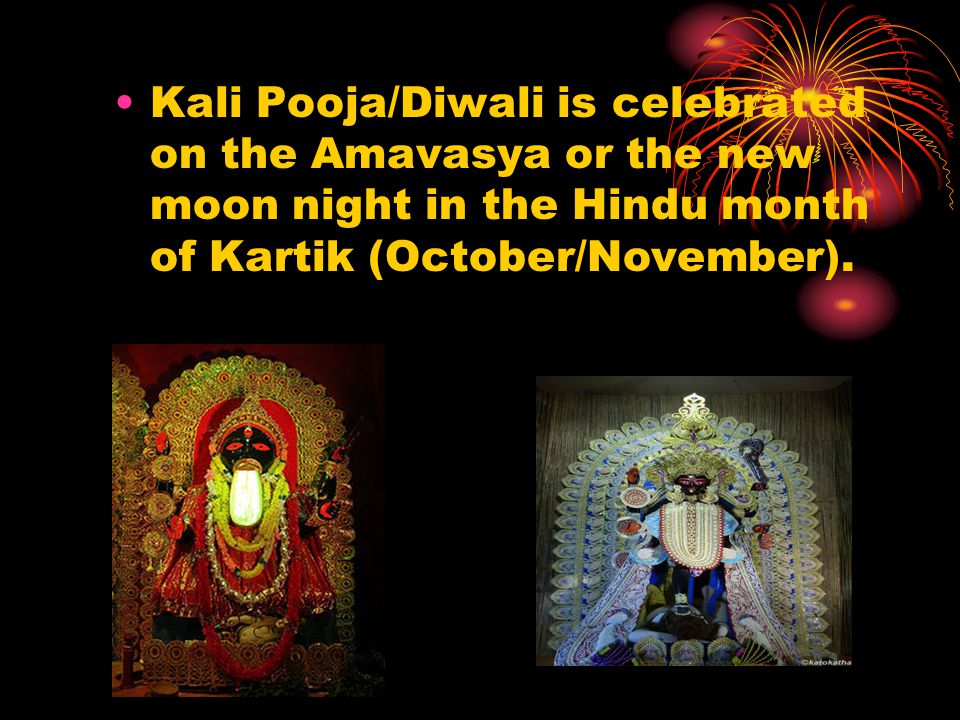 • Kali Pooja/Diwali is celebrated
on the Amavasya or the new
moon night in the Hindu month
of Kartik (October/November).
©katokatha